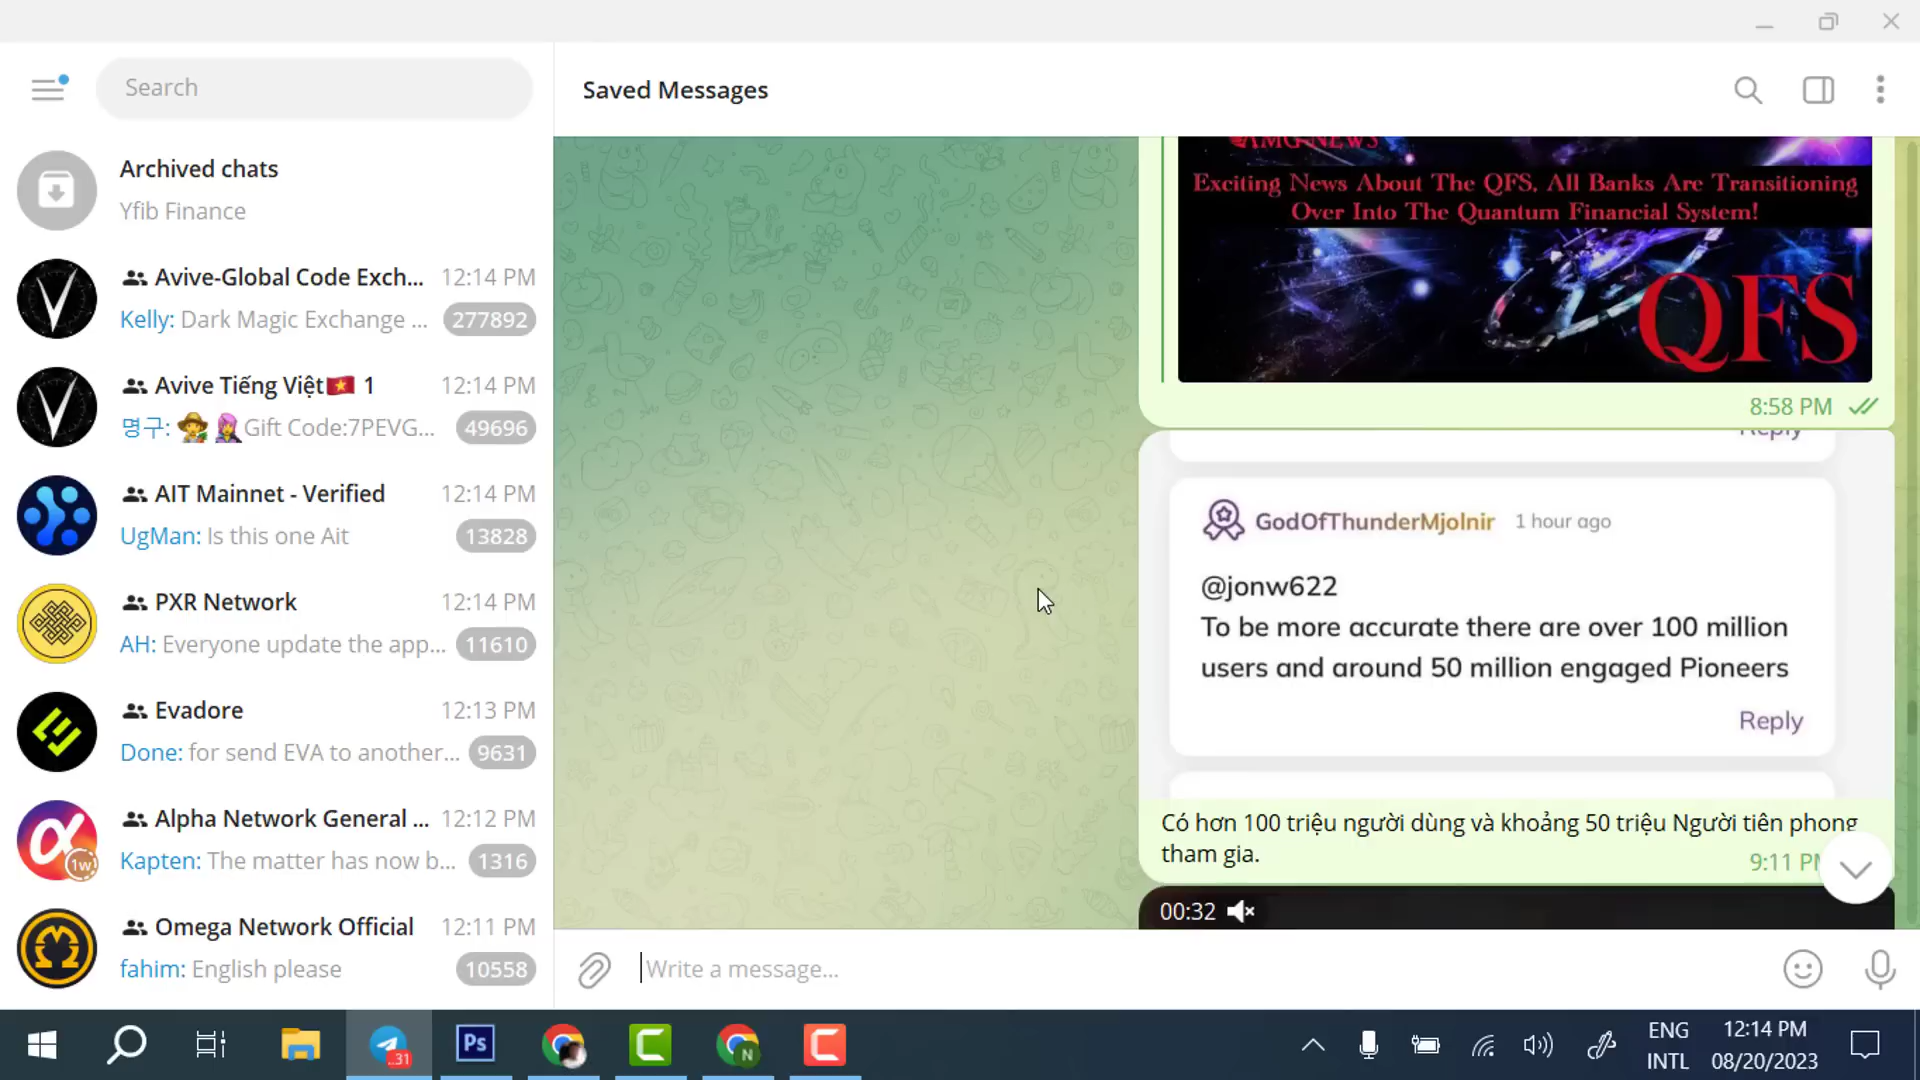 Search
Saved Messages
Archived chats
Yfib Finance
Avive-Global Code Exch... 12:14 PM
Kelly: Dark Magic Exchange ... 277892
Avive Tiếng Việt🇻🇳 1 12:14 PM
명구: Gift Code:7PEVG... 49696
AIT Mainnet - Verified 12:14 PM
UgMan: Is this one Ait 13828
PXR Network 12:14 PM
AH: Everyone update the app... 11610
Evadore 12:13 PM
Done: for send EVA to another... 9631
Alpha Network General ... 12:12 PM
Kapten: The matter has now b... 1316
1w
Omega Network Official 12:11 PM
fahim: English please 10558
AMG-NEWS
Exciting News About The QFS, All Banks Are Transitioning
Over Into The Quantum Financial System!
QFS
8:58 PM
Reply
GodOfThunderMjolnir 1 hour ago
@jonw622
To be more accurate there are over 100 million
users and around 50 million engaged Pioneers
Reply
Có hơn 100 triệu người dùng và khoảng 50 triệu Người tiên phong
tham gia.
9:11 PM
00:32
Write a message...
..31
Ps
N
ENG
INTL
12:14 PM
08/20/2023